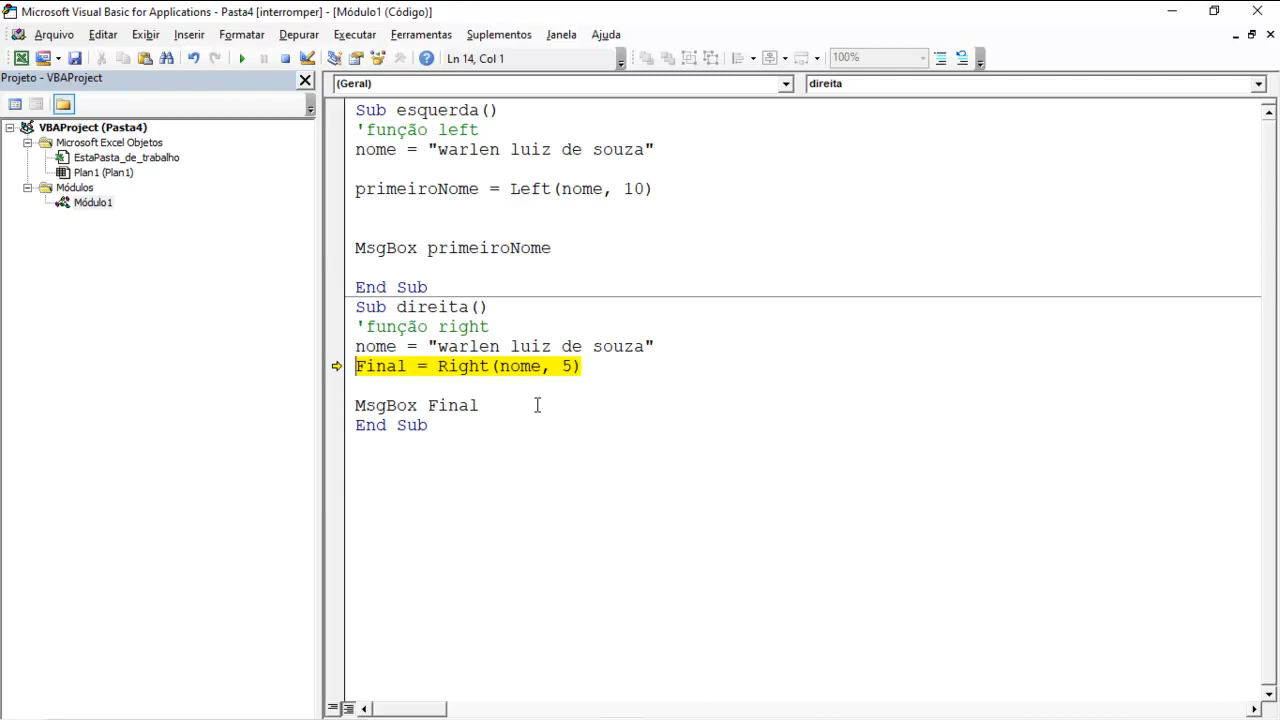 Microsoft Visual Basic for Applications - Pasta4 [interromper] - [Módulo1 (Código)]
Arquivo Editar Exibir Inserir Formatar Depurar Executar Ferramentas Suplementos Janela Ajuda
Ln 14, Col 1
100%
Projeto - VBAProject
(Geral)
direita
VBAProject (Pasta4)
Microsoft Excel Objetos
EstaPasta_de_trabalho
Plan1 (Plan1)
Módulos
Módulo1
Sub esquerda()
'função left
nome = "warlen luiz de souza"
primeiroNome = Left(nome, 10)
MsgBox primeiroNome
End Sub
Sub direita()
'função right
nome = "warlen luiz de souza"
Final = Right(nome, 5)
MsgBox Final
End Sub